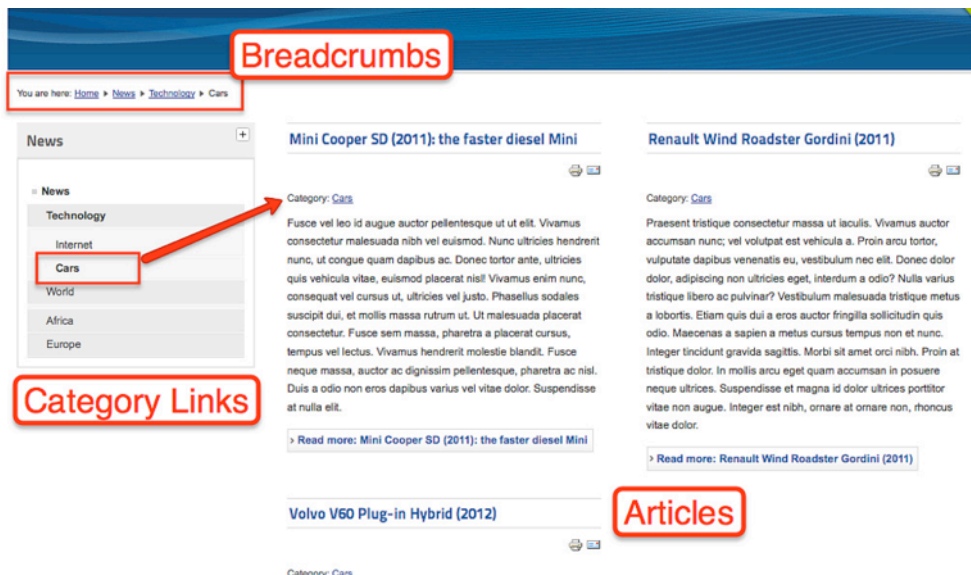 Breadcrumbs
You are here: Home ▸ News ▸ Technology ▸ Cars
News
+
News
Technology
Internet
Cars
World
Africa
Europe
Category Links
Mini Cooper SD (2011): the faster diesel Mini
Category: Cars
Fusce vel leo id augue auctor pellentesque ut ut elit. Vivamus
consectetur malesuada nibh vel euismod. Nunc ultricies hendrerit
nunc, ut congue quam dapibus ac. Donec tortor ante, ultricies
quis vehicula vitae, euismod placerat nisl! Vivamus enim nunc,
consequat vel cursus ut, ultricies vel justo. Phasellus sodales
suscipit dui, et mollis massa rutrum ut. Ut malesuada placerat
consectetur. Fusce sem massa, pharetra a placerat cursus,
tempus vel lectus. Vivamus hendrerit molestie blandit. Fusce
neque massa, auctor ac dignissim pellentesque, pharetra ac nisl.
Duis a odio non eros dapibus varius vel vitae dolor. Suspendisse
at nulla elit.
› Read more: Mini Cooper SD (2011): the faster diesel Mini
Renault Wind Roadster Gordini (2011)
Category: Cars
Praesent tristique consectetur massa ut iaculis. Vivamus auctor
accumsan nunc; vel volutpat est vehicula a. Proin arcu tortor,
vulputate dapibus venenatis eu, vestibulum nec elit. Donec dolor
dolor, adipiscing non ultricies eget, interdum a odio? Nulla varius
tristique libero ac pulvinar? Vestibulum malesuada tristique metus
a lobortis. Etiam quis dui a eros auctor fringilla sollicitudin quis
odio. Maecenas a sapien a metus cursus tempus non et nunc.
Integer tincidunt gravida sagittis. Morbi sit amet orci nibh. Proin at
tristique dolor. In mollis arcu eget quam accumsan in posuere
neque ultrices. Suspendisse et magna id dolor ultrices porttitor
vitae non augue. Integer est nibh, ornare at ornare non, rhoncus
vitae dolor.
› Read more: Renault Wind Roadster Gordini (2011)
Articles
Volvo V60 Plug-in Hybrid (2012)
Category: Cars